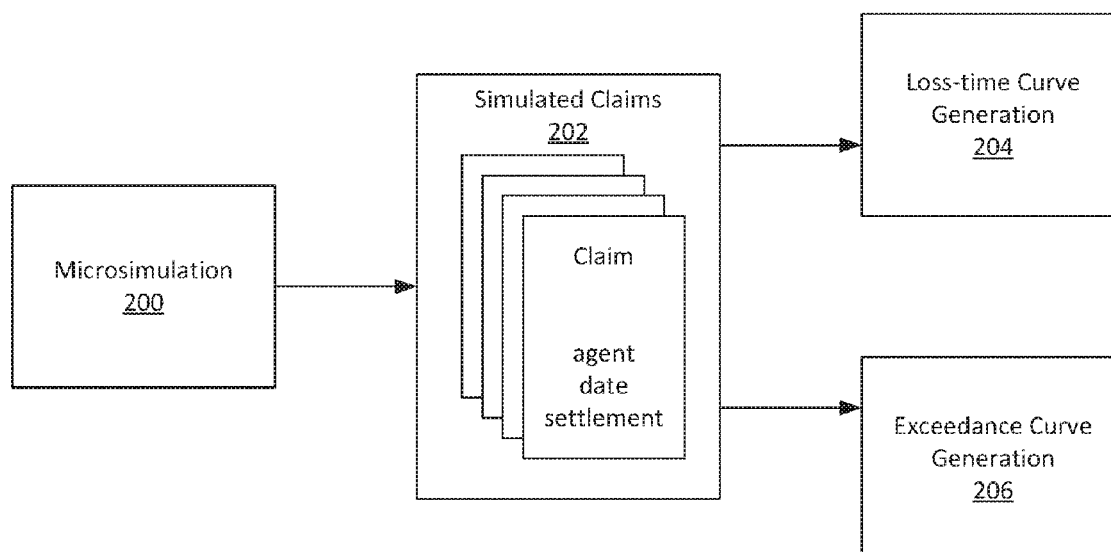 Microsimulation
200
Simulated Claims
202
Claim
agent
date
settlement
Loss-time Curve
Generation
204
Exceedance Curve
Generation
206